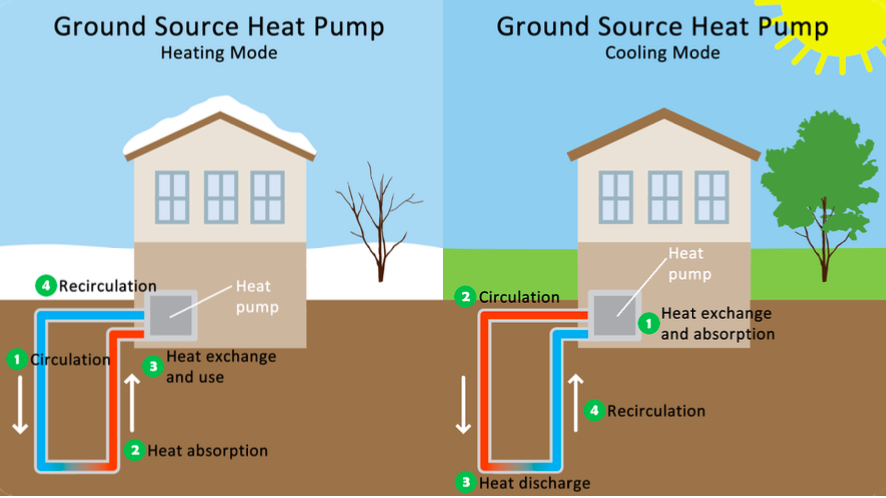 Ground Source Heat Pump
Heating Mode
4 Recirculation
Heat
pump
1 Circulation
3 Heat exchange
and use
2 Heat absorption
Ground Source Heat Pump
Cooling Mode
Heat
pump
2 Circulation
1 Heat exchange
and absorption
4 Recirculation
3 Heat discharge